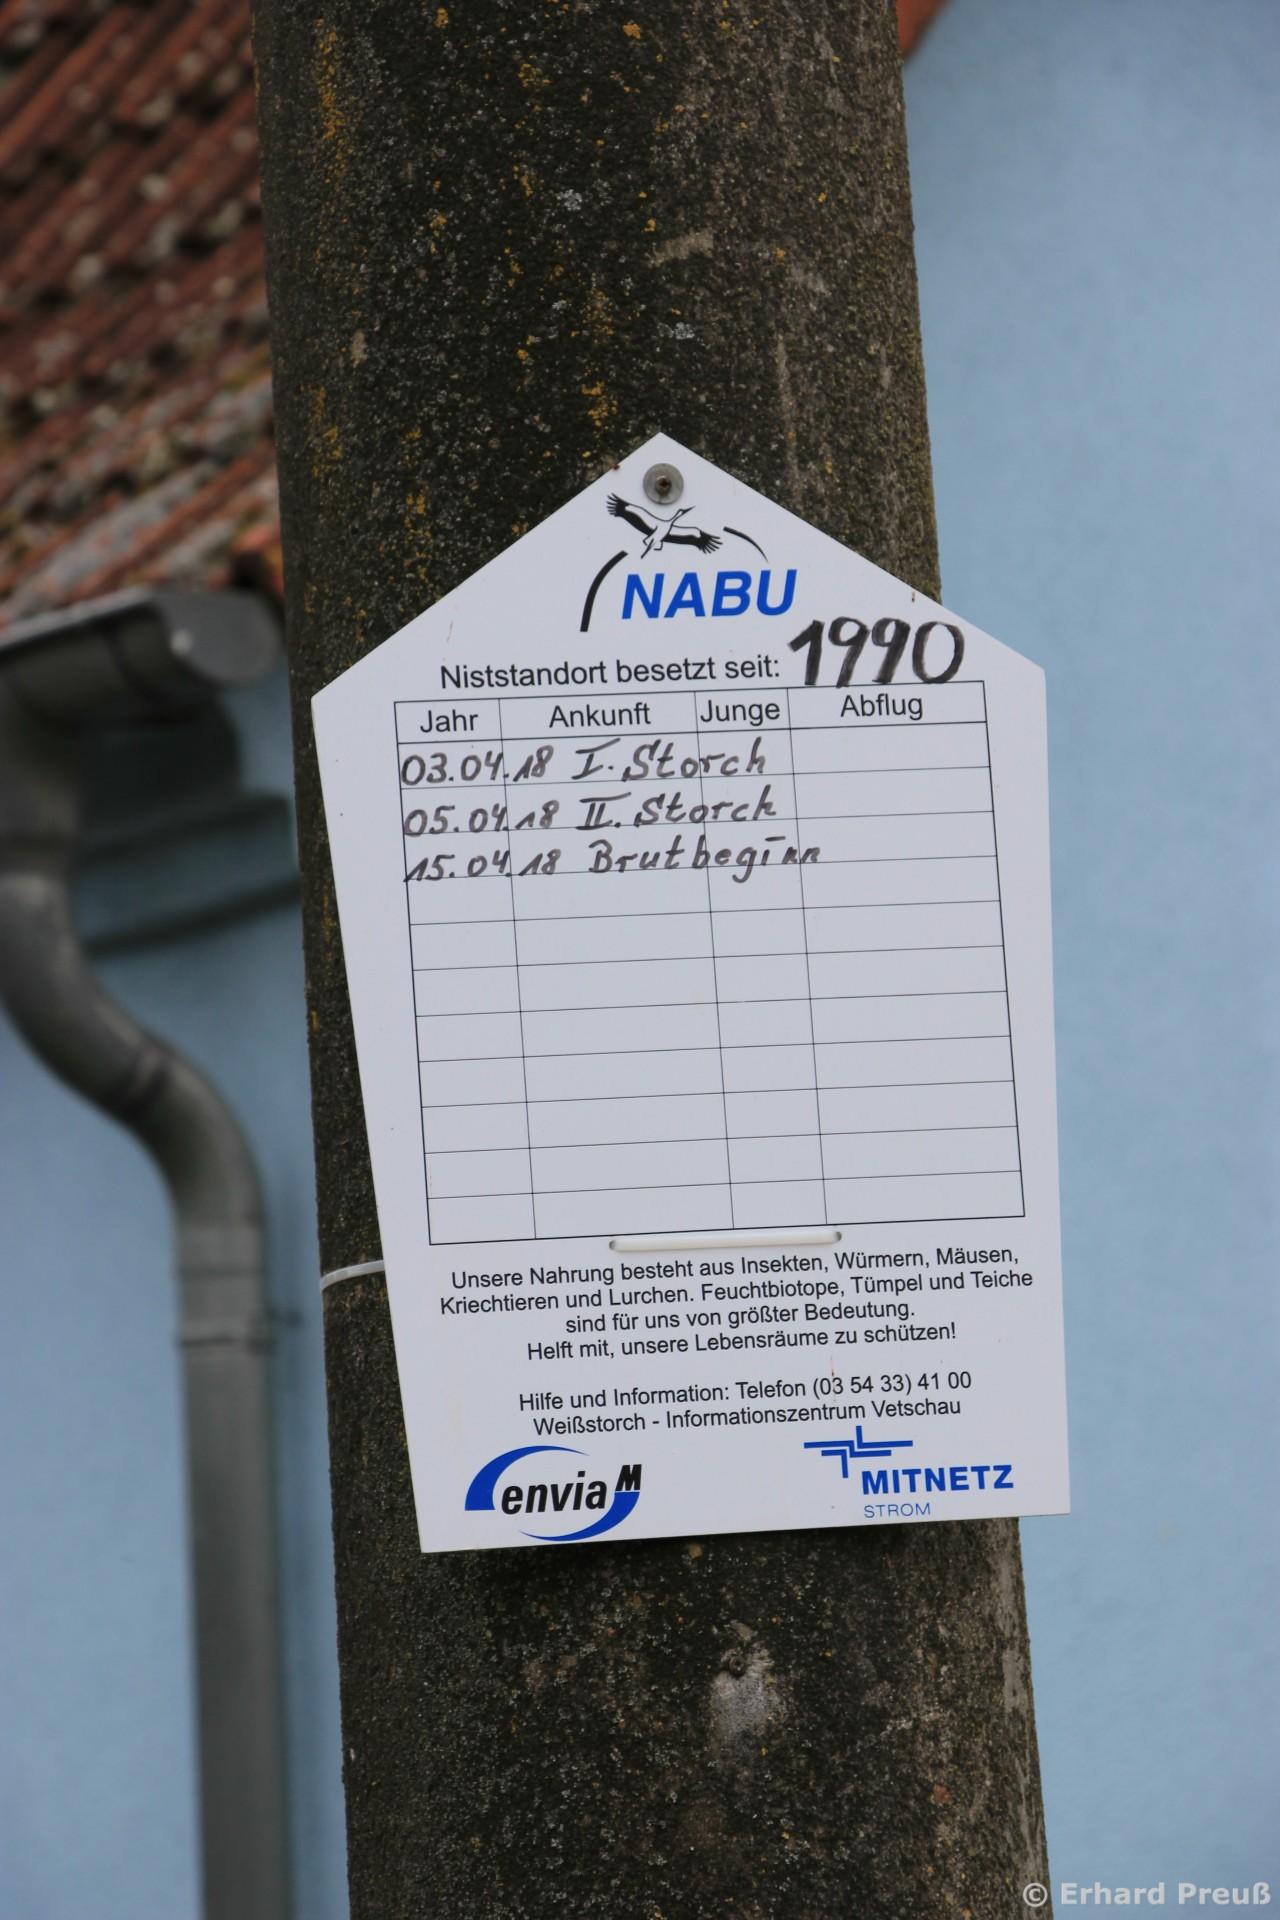 NABU
Niststandort besetzt seit: 1990
Jahr Ankunft Junge Abflug
03.04.18 I. Storch
05.04.18 II. Storch
15.04.18 Brutbeginn
Unsere Nahrung besteht aus Insekten, Würmern, Mäusen,
Kriechtieren und Lurchen. Feuchtbiotope, Tümpel und Teiche
sind für uns von größter Bedeutung.
Helft mit, unsere Lebensräume zu schützen!
Hilfe und Information: Telefon (03 54 33) 41 00
Weißstorch - Informationszentrum Vetschau
envia M
MITNETZ
STROM
© Erhard Preuß